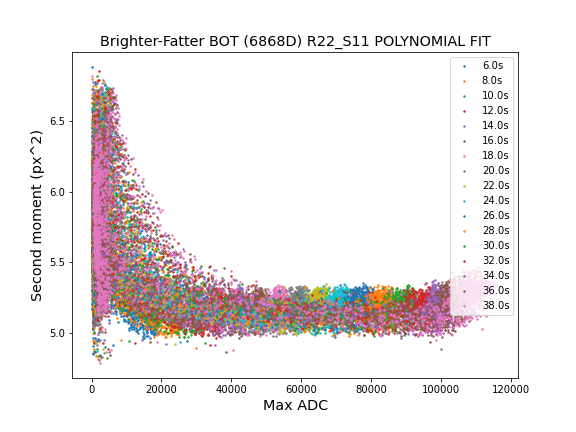 Brighter-Fatter BOT (6868D) R22_S11 POLYNOMIAL FIT
Second moment (px^2)
6.5
6.0
5.5
5.0
0
20000
40000
60000
80000
100000
120000
Max ADC
6.0s
8.0s
10.0s
12.0s
14.0s
16.0s
18.0s
20.0s
22.0s
24.0s
26.0s
28.0s
30.0s
32.0s
34.0s
36.0s
38.0s